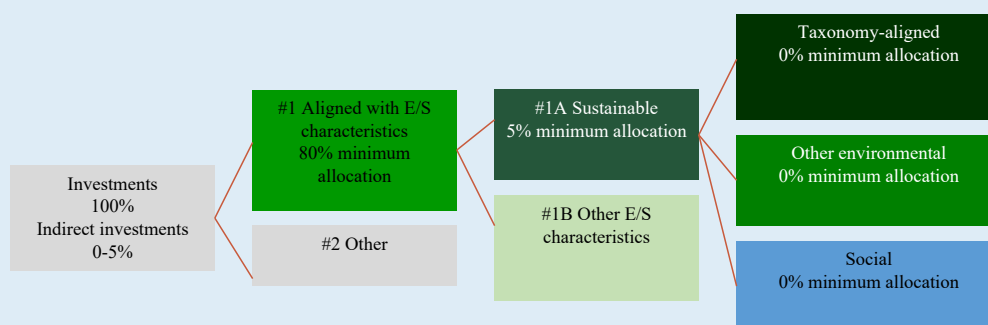 Investments
100%
Indirect investments
0-5%
#1 Aligned with E/S
characteristics
80% minimum
allocation
#2 Other
#1A Sustainable
5% minimum allocation
#1B Other E/S
characteristics
Taxonomy-aligned
0% minimum allocation
Other environmental
0% minimum allocation
Social
0% minimum allocation